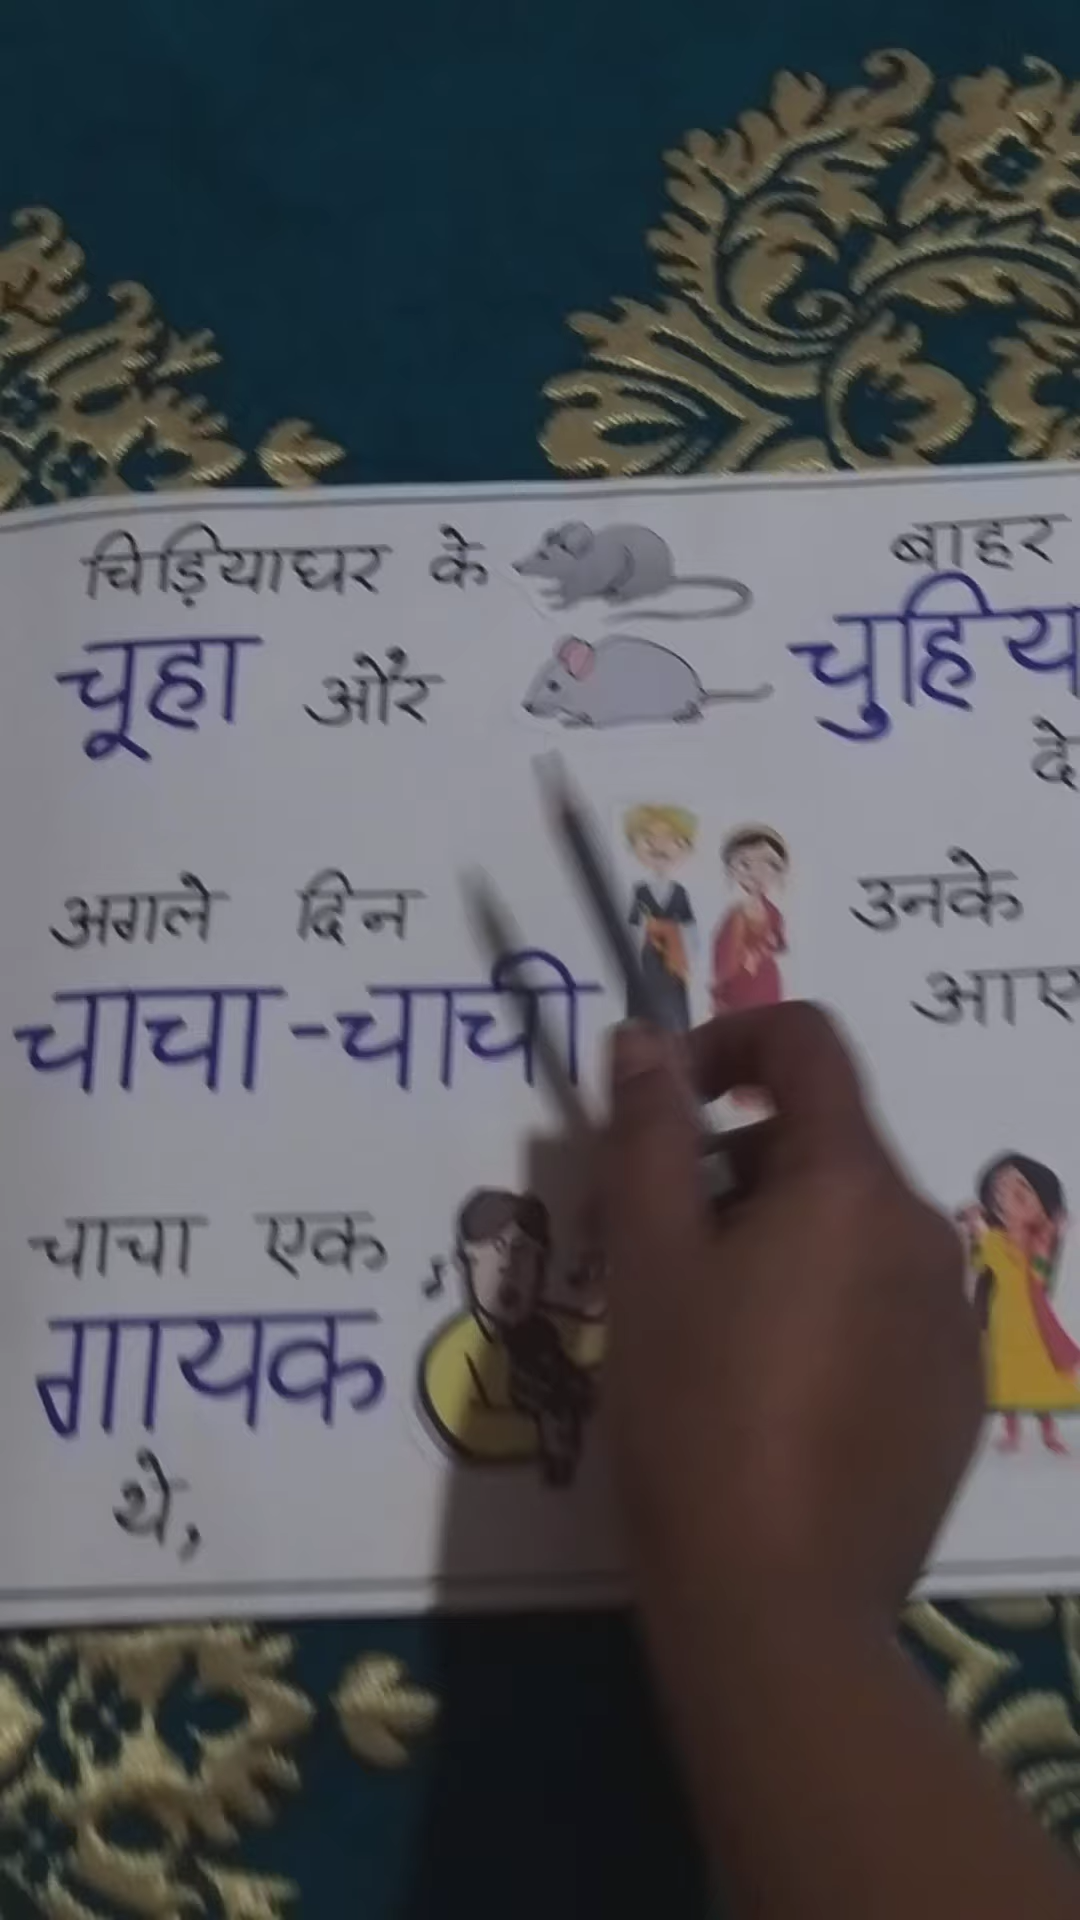 चिड़ियाघर के बाहर
चूहा और चुहिय
दे
अगले दिन उनके
चाचा-चाची आए
चाचा एक
गायक
थे,